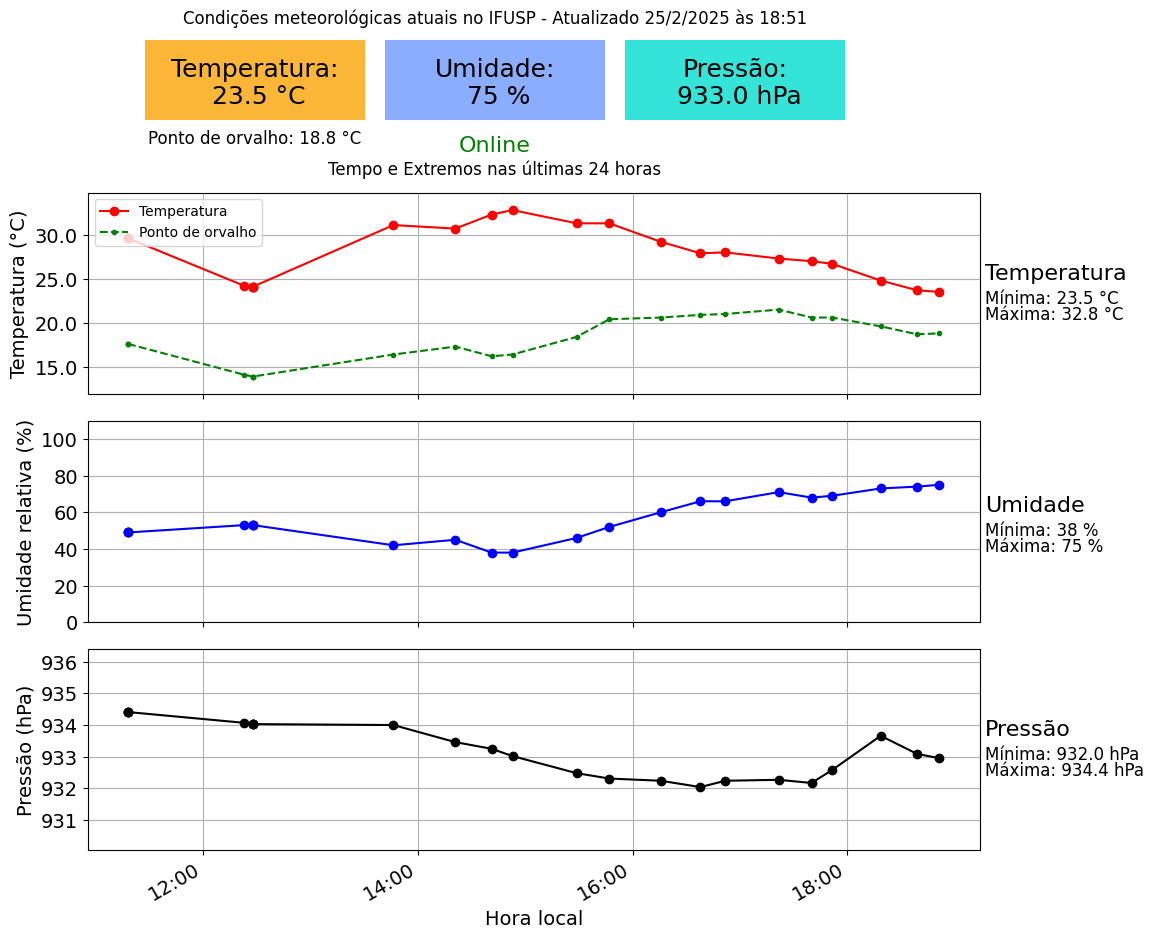 Condições meteorológicas atuais no IFUSP - Atualizado 25/2/2025 às 18:51
Temperatura:
23.5 °C
Umidade:
75 %
Pressão:
933.0 hPa
Ponto de orvalho: 18.8 °C
Online
Tempo e Extremos nas últimas 24 horas
Temperatura (°C)
30.0
25.0
20.0
15.0
Temperatura
Ponto de orvalho
Temperatura
Mínima: 23.5 °C
Máxima: 32.8 °C
Umidade relativa (%)
100
80
60
40
20
0
Umidade
Mínima: 38 %
Máxima: 75 %
Pressão (hPa)
936
935
934
933
932
931
Pressão
Mínima: 932.0 hPa
Máxima: 934.4 hPa
12:00
14:00
16:00
18:00
Hora local